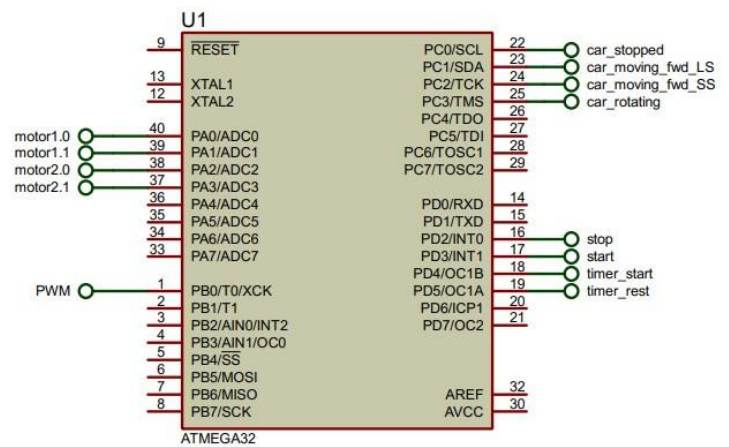 U1
9 RESET
13 XTAL1
12 XTAL2
motor1.0 40 PA0/ADC0
motor1.1 39 PA1/ADC1
motor2.0 38 PA2/ADC2
motor2.1 37 PA3/ADC3
36 PA4/ADC4
35 PA5/ADC5
34 PA6/ADC6
33 PA7/ADC7
PWM 1 PB0/T0/XCK
2 PB1/T1
3 PB2/AIN0/INT2
4 PB3/AIN1/OC0
5 PB4/SS
6 PB5/MOSI
7 PB6/MISO
8 PB7/SCK
PC0/SCL 22 car_stopped
PC1/SDA 23 car_moving_fwd_LS
PC2/TCK 24 car_moving_fwd_SS
PC3/TMS 25 car_rotating
PC4/TDO 26
PC5/TDI 27
PC6/TOSC1 28
PC7/TOSC2 29
PD0/RXD 14
PD1/TXD 15
PD2/INT0 16 stop
PD3/INT1 17 start
PD4/OC1B 18 timer_start
PD5/OC1A 19 timer_rest
PD6/ICP1 20
PD7/OC2 21
AREF 32
AVCC 30
ATMEGA32